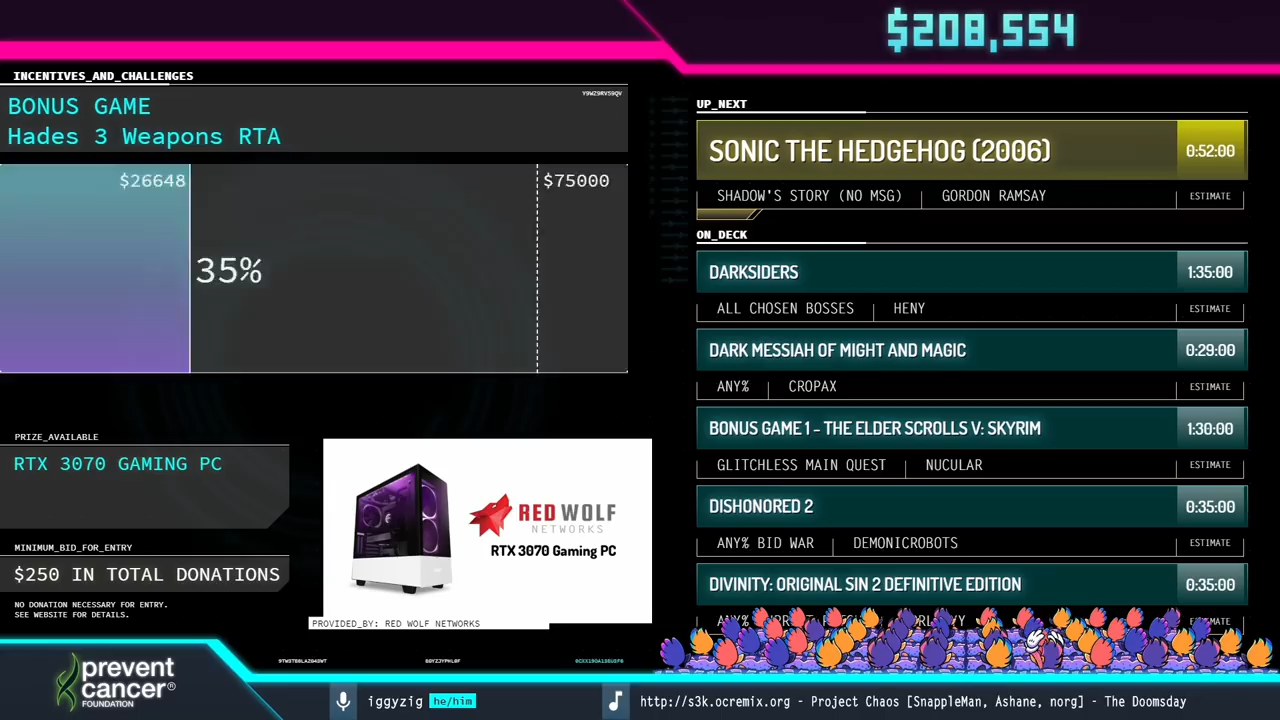 $208,554
INCENTIVES_AND_CHALLENGES
BONUS GAME
Hades 3 Weapons RTA
$26648
$75000
35%
PRIZE_AVAILABLE
RTX 3070 GAMING PC
MINIMUM_BID_FOR_ENTRY
$250 IN TOTAL DONATIONS
NO DONATION NECESSARY FOR ENTRY.
SEE WEBSITE FOR DETAILS.
RED WOLF
NETWORKS
RTX 3070 Gaming PC
PROVIDED_BY: RED WOLF NETWORKS
UP_NEXT
SONIC THE HEDGEHOG (2006)
0:52:00
SHADOW'S STORY (NO MSG)
GORDON RAMSAY
ESTIMATE
ON_DECK
DARKSIDERS
1:35:00
ALL CHOSEN BOSSES
HENY
ESTIMATE
DARK MESSIAH OF MIGHT AND MAGIC
0:29:00
ANY%
CROPAX
ESTIMATE
BONUS GAME 1 - THE ELDER SCROLLS V: SKYRIM
1:30:00
GLITCHLESS MAIN QUEST
NUCULAR
ESTIMATE
DISHONORED 2
0:35:00
ANY% BID WAR
DEMONICROBOTS
ESTIMATE
DIVINITY: ORIGINAL SIN 2 DEFINITIVE EDITION
0:35:00
prevent
cancer®
FOUNDATION
iggyzig he/him
http://s3k.ocremix.org - Project Chaos [SnappleMan, Ashane, norg] - The Doomsday